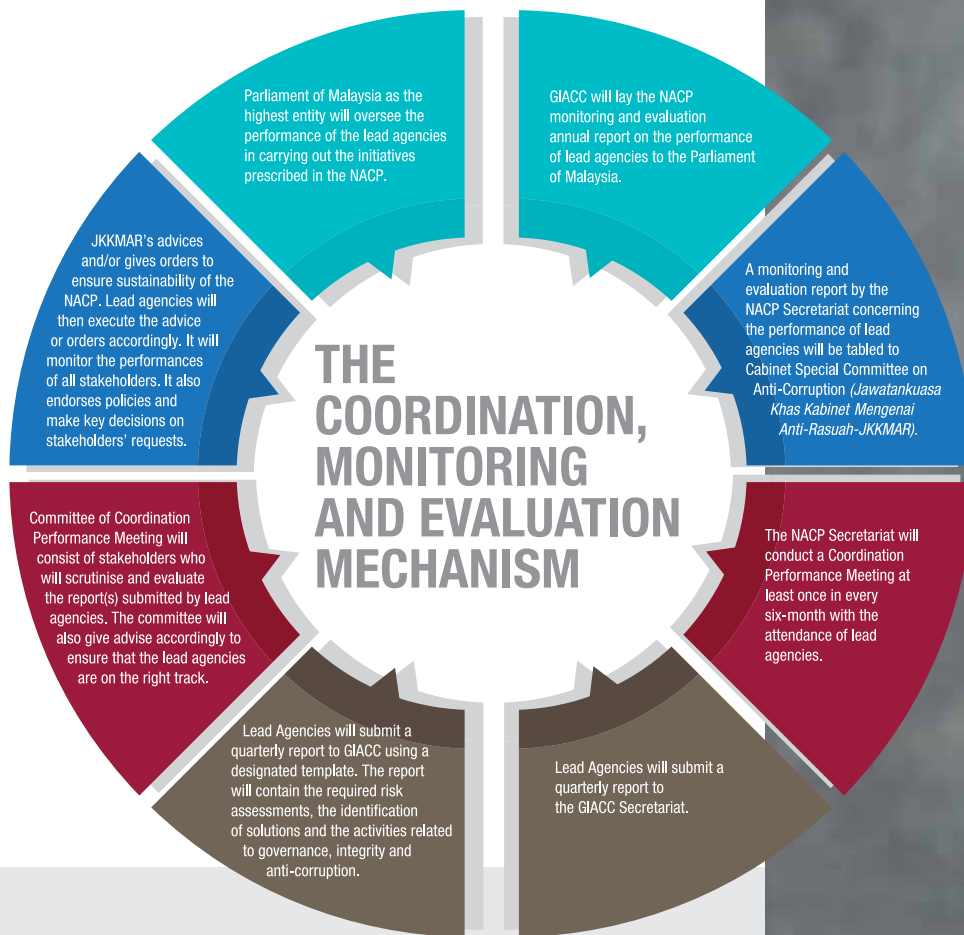 THE
COORDINATION,
MONITORING
AND EVALUATION
MECHANISM
Parliament of Malaysia as the
highest entity will oversee the
performance of the lead agencies
in carrying out the initiatives
prescribed in the NACP.
GIACC will lay the NACP
monitoring and evaluation
annual report on the performance
of lead agencies to the Parliament
of Malaysia.
JKKMAR's advices
and/or gives orders to
ensure sustainability of the
NACP. Lead agencies will
then execute the advice
or orders accordingly. It will
monitor the performances
of all stakeholders. It also
endorses policies and
make key decisions on
stakeholders' requests.
A monitoring and
evaluation report by the
NACP Secretariat concerning
the performance of lead
agencies will be tabled to
Cabinet Special Committee on
Anti-Corruption (Jawatankuasa
Khas Kabinet Mengenai
Anti-Rasuah-JKKMAR).
Committee of Coordination
Performance Meeting will
consist of stakeholders who
will scrutinise and evaluate
the report(s) submitted by lead
agencies. The committee will
also give advise accordingly to
ensure that the lead agencies
are on the right track.
The NACP Secretariat will
conduct a Coordination
Performance Meeting at
least once in every
six-month with the
attendance of lead
agencies.
Lead Agencies will submit a
quarterly report to GIACC using a
designated template. The report
will contain the required risk
assessments, the identification
of solutions and the activities related
to governance, integrity and
anti-corruption.
Lead Agencies will submit a
quarterly report to
the GIACC Secretariat.